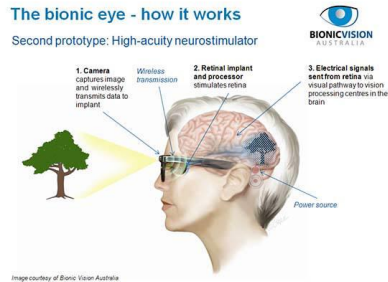 The bionic eye - how it works
BIONICVISION
AUSTRALIA
Second prototype: High-acuity neurostimulator
1. Camera
captures image
and wirelessly
transmits data to
implant
Wireless
transmission
2. Retinal implant
and processor
stimulates retina
3. Electrical signals
sent from retina via
visual pathway to vision
processing centres in the
brain
Power source
Image courtesy of Bionic Vision Australia